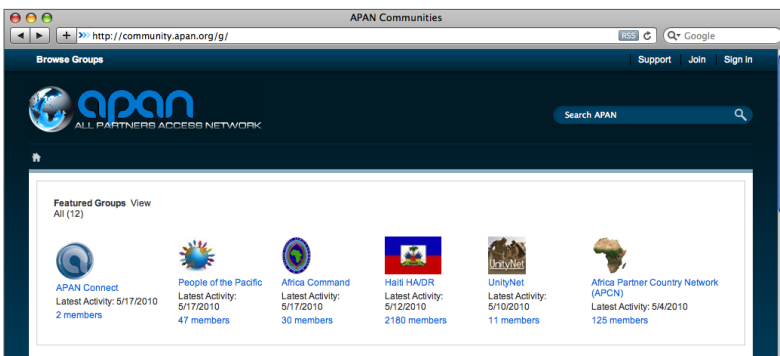 APAN Communities
http://community.apan.org/g/
RSS
Google
Browse Groups
Support Join Sign in
apan
ALL PARTNERS ACCESS NETWORK
Search APAN
Featured Groups View
All (12)
APAN Connect
Latest Activity: 5/17/2010
2 members
People of the Pacific
Latest Activity:
5/17/2010
47 members
Africa Command
Latest Activity:
5/17/2010
30 members
Haiti HA/DR
Latest Activity:
5/12/2010
2180 members
UnityNet
UnityNet
Latest Activity:
5/10/2010
11 members
Africa Partner Country Network
(APCN)
Latest Activity: 5/4/2010
125 members